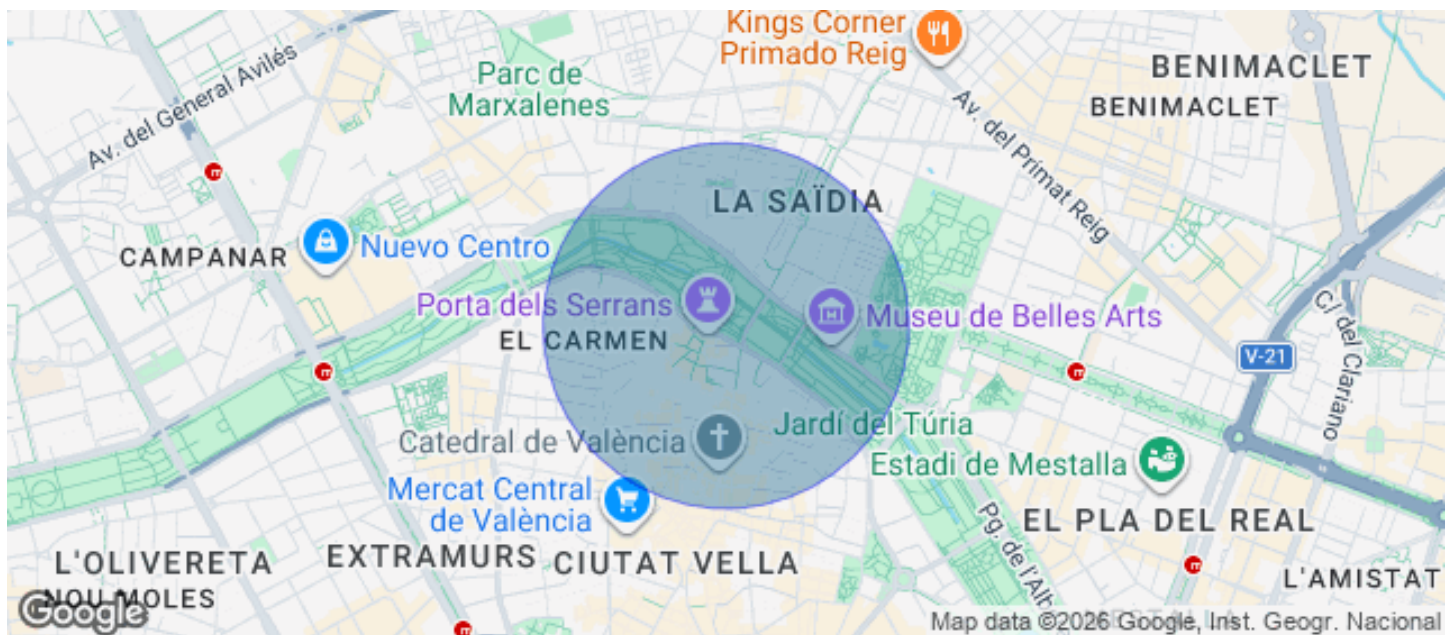 Kings Corner
Primado Reig
BENIMACLET
BENIMACLET
Parc de
Marxalenes
Av. del General Avilés
Av. del Primat Reig
LA SAÏDIA
CAMPANAR
Nuevo Centro
Porta dels Serrans
EL CARMEN
Museu de Belles Arts
V-21
C/ del Clariano
Catedral de València
Jardí del Túria
Estadi de Mestalla
Mercat Central
de València
EL PLA DEL REAL
Pg. de l'Alb
L'OLIVERETA
NOU MOLES
EXTRAMURS
CIUTAT VELLA
L'AMISTAT
Google
Map data ©2026 Google, Inst. Geogr. Nacional